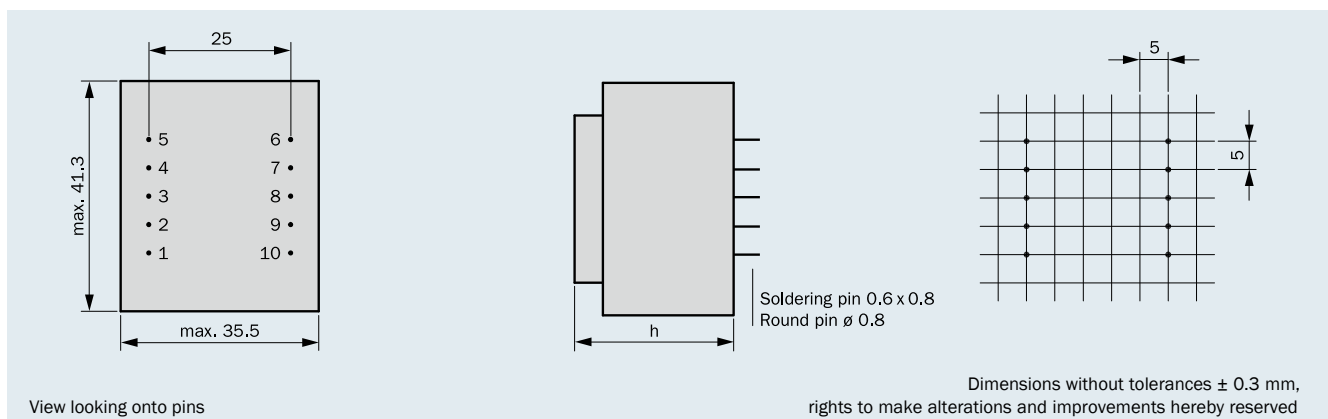 25
5
max. 41.3
5 6
4 7
3 8
2 9
1 10
5
max. 35.5
h
Soldering pin 0.6 x 0.8
Round pin ø 0.8
View looking onto pins
Dimensions without tolerances ± 0.3 mm,
rights to make alterations and improvements hereby reserved